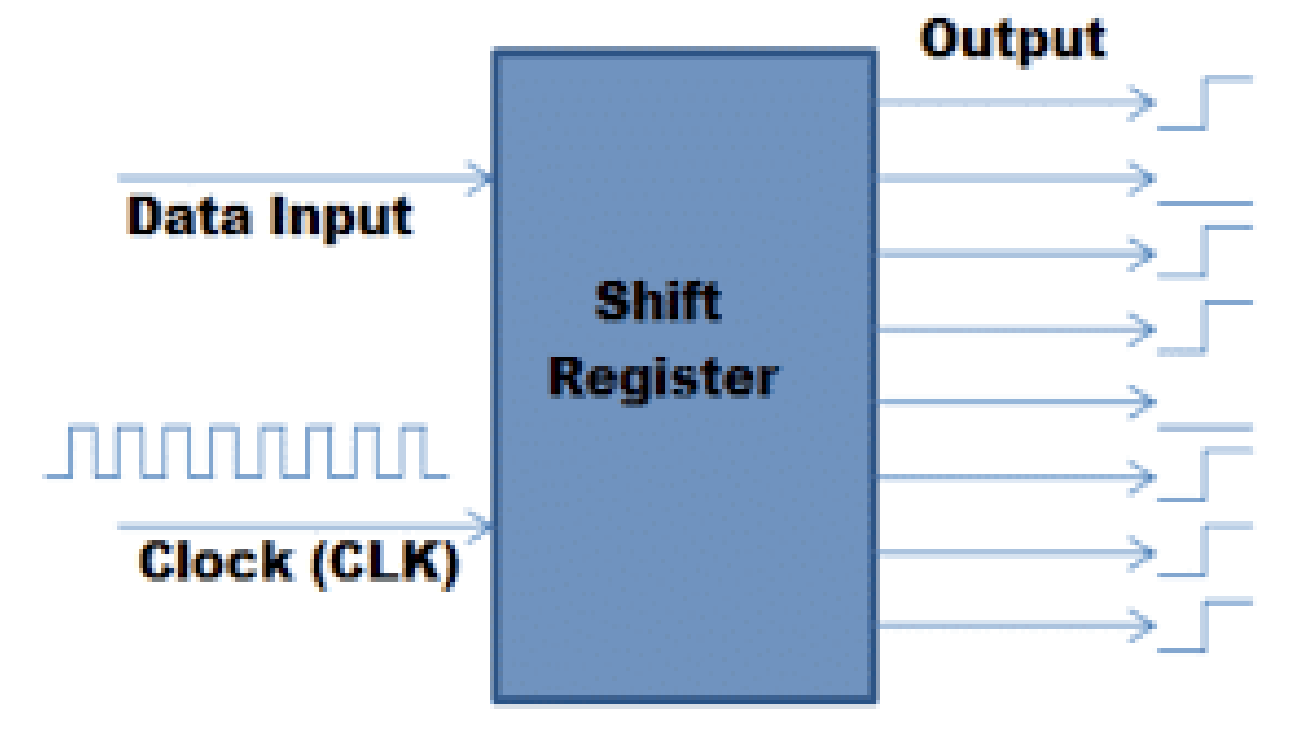 Output
Data Input
Shift
Register
Clock (CLK)